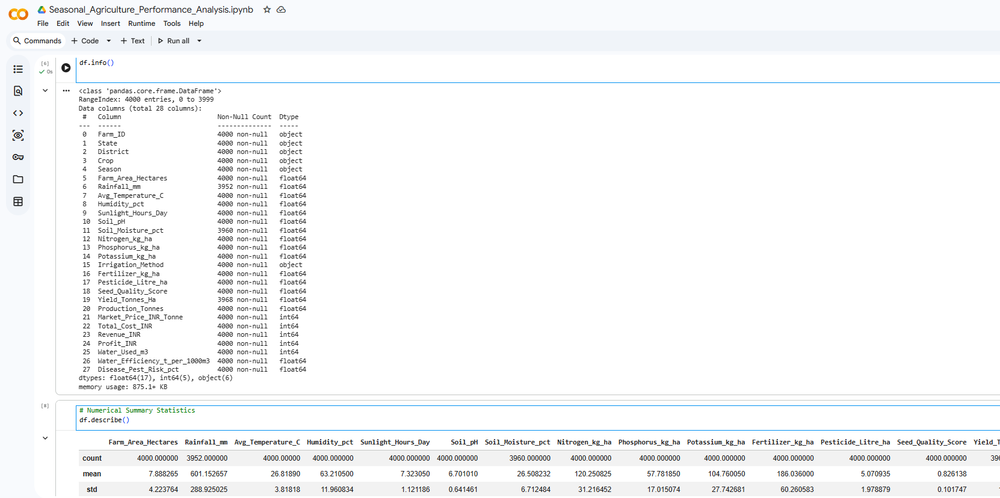 Seasonal_Agriculture_Performance_Analysis.ipynb
File Edit View Insert Runtime Tools Help
Commands + Code + Text Run all
[6] df.info()
0s
<class 'pandas.core.frame.DataFrame'>
RangeIndex: 4000 entries, 0 to 3999
Data columns (total 28 columns):
 #   Column                         Non-Null Count  Dtype
---  ------                         --------------  -----
 0   Farm_ID                        4000 non-null   object
 1   State                          4000 non-null   object
 2   District                       4000 non-null   object
 3   Crop                           4000 non-null   object
 4   Season                         4000 non-null   object
 5   Farm_Area_Hectares             4000 non-null   float64
 6   Rainfall_mm                    3952 non-null   float64
 7   Avg_Temperature_C              4000 non-null   float64
 8   Humidity_pct                   4000 non-null   float64
 9   Sunlight_Hours_Day             4000 non-null   float64
 10  Soil_pH                        4000 non-null   float64
 11  Soil_Moisture_pct              3960 non-null   float64
 12  Nitrogen_kg_ha                 4000 non-null   float64
 13  Phosphorus_kg_ha               4000 non-null   float64
 14  Potassium_kg_ha                4000 non-null   float64
 15  Irrigation_Method              4000 non-null   object
 16  Fertilizer_kg_ha               4000 non-null   float64
 17  Pesticide_Litre_ha             4000 non-null   float64
 18  Seed_Quality_Score             4000 non-null   float64
 19  Yield_Tonnes_Ha                3968 non-null   float64
 20  Production_Tonnes              4000 non-null   float64
 21  Market_Price_INR_Tonne         4000 non-null   int64
 22  Total_Cost_INR                 4000 non-null   int64
 23  Revenue_INR                    4000 non-null   int64
 24  Profit_INR                     4000 non-null   int64
 25  Water_Used_m3                  4000 non-null   int64
 26  Water_Efficiency_t_per_1000m3  4000 non-null   float64
 27  Disease_Pest_Risk_pct          4000 non-null   float64
dtypes: float64(17), int64(5), object(6)
memory usage: 875.1+ KB
[8] # Numerical Summary Statistics
df.describe()
Farm_Area_Hectares Rainfall_mm Avg_Temperature_C Humidity_pct Sunlight_Hours_Day Soil_pH Soil_Moisture_pct Nitrogen_kg_ha Phosphorus_kg_ha Potassium_kg_ha Fertilizer_kg_ha Pesticide_Litre_ha Seed_Quality_Score Yield_T
count 4000.000000 3952.000000 4000.00000 4000.000000 4000.000000 4000.000000 3960.000000 4000.000000 4000.000000 4000.000000 4000.000000 4000.000000 4000.000000 396
mean 7.888265 601.152657 26.81890 63.210500 7.323050 6.701010 26.508232 120.250825 57.781850 104.760050 186.036000 5.070935 0.826138
std 4.223764 288.925025 3.81818 11.960834 1.121186 0.641461 6.712484 31.216452 17.015074 27.742681 60.260583 1.978879 0.101747